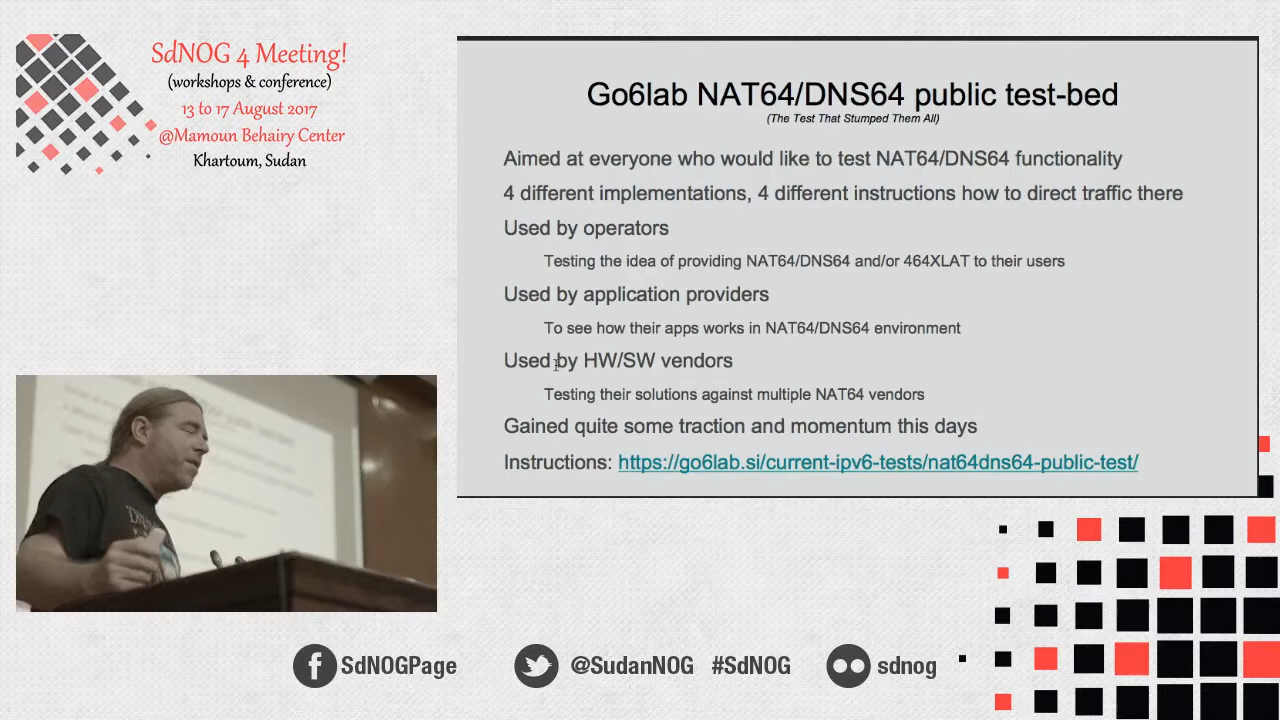 SdNOG 4 Meeting!
(workshops & conference)
13 to 17 August 2017
@Mamoun Behairy Center
Khartoum, Sudan
Go6lab NAT64/DNS64 public test-bed
(The Test That Stumped Them All)
Aimed at everyone who would like to test NAT64/DNS64 functionality
4 different implementations, 4 different instructions how to direct traffic there
Used by operators
Testing the idea of providing NAT64/DNS64 and/or 464XLAT to their users
Used by application providers
To see how their apps works in NAT64/DNS64 environment
Used by HW/SW vendors
Testing their solutions against multiple NAT64 vendors
Gained quite some traction and momentum this days
Instructions: https://go6lab.si/current-ipv6-tests/nat64dns64-public-test/
SdNOGPage
@SudanNOG #SdNOG
sdnog